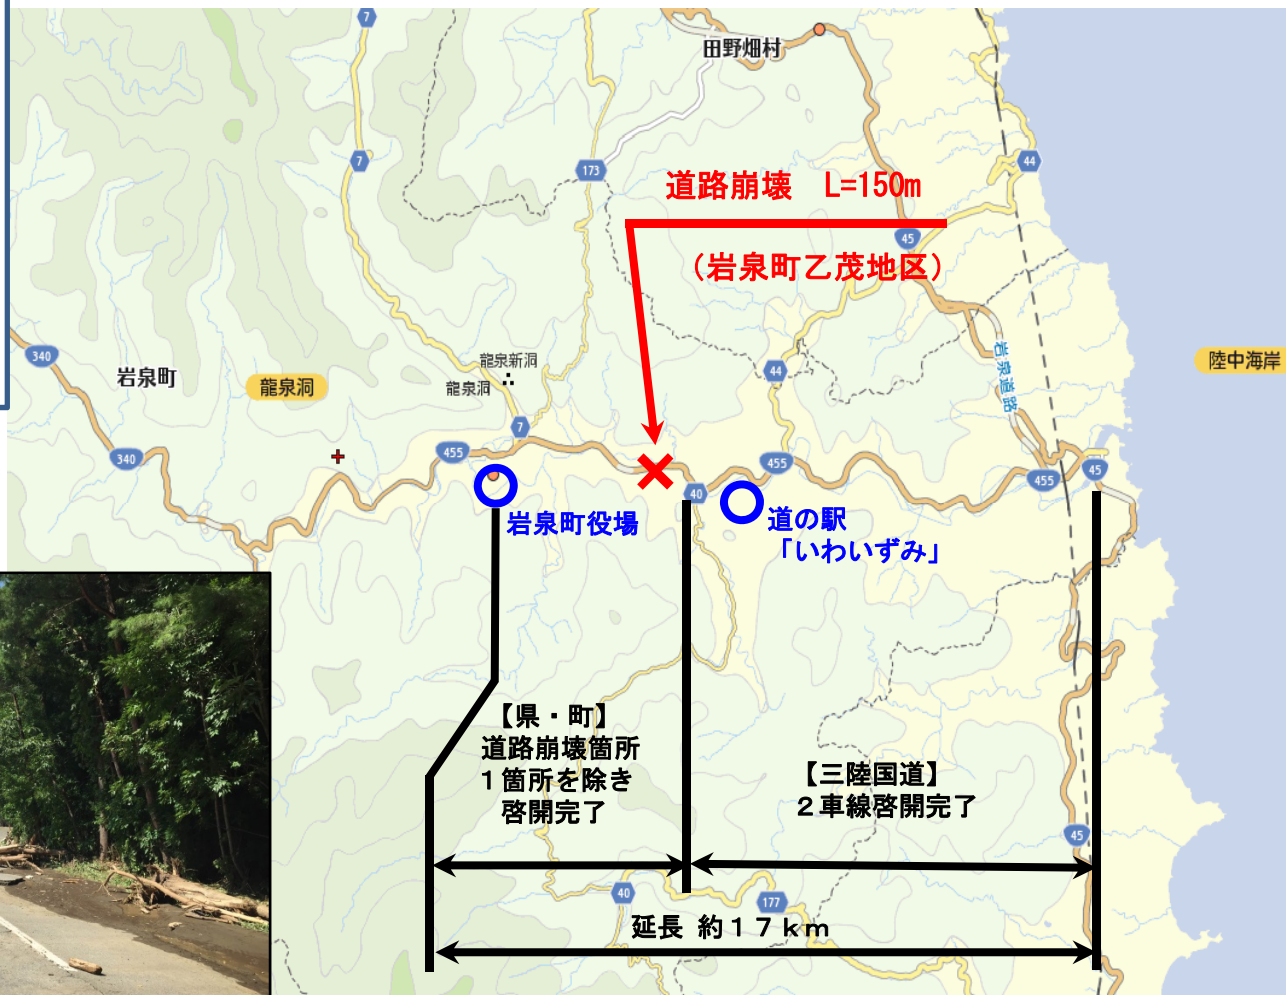 7
田野畑村
7
173
44
道路崩壊　L=150m
45
（岩泉町乙茂地区）
340
岩泉町
龍泉洞
龍泉新洞
龍泉洞
44
岩泉道路
陸中海岸
7
340
455
455
40
455
45
岩泉町役場
道の駅
「いわいずみ」
【県・町】
道路崩壊箇所
１箇所を除き
啓開完了
【三陸国道】
２車線啓開完了
45
40
177
延長 約１７ｋｍ